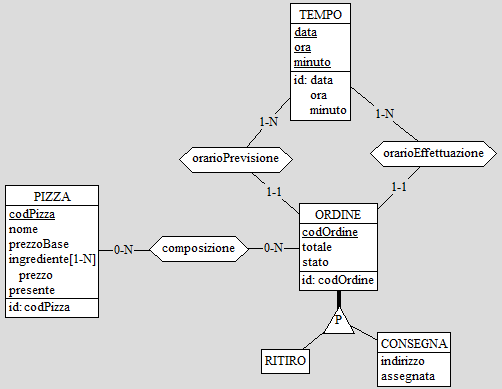 TEMPO
data
ora
minuto
id: data
ora
minuto
1-N
1-N
orarioPrevisione
orarioEffettuazione
1-1
1-1
PIZZA
codPizza
nome
prezzoBase
ingrediente[1-N]
prezzo
presente
id: codPizza
0-N
composizione
0-N
ORDINE
codOrdine
totale
stato
id: codOrdine
P
RITIRO
CONSEGNA
indirizzo
assegnata